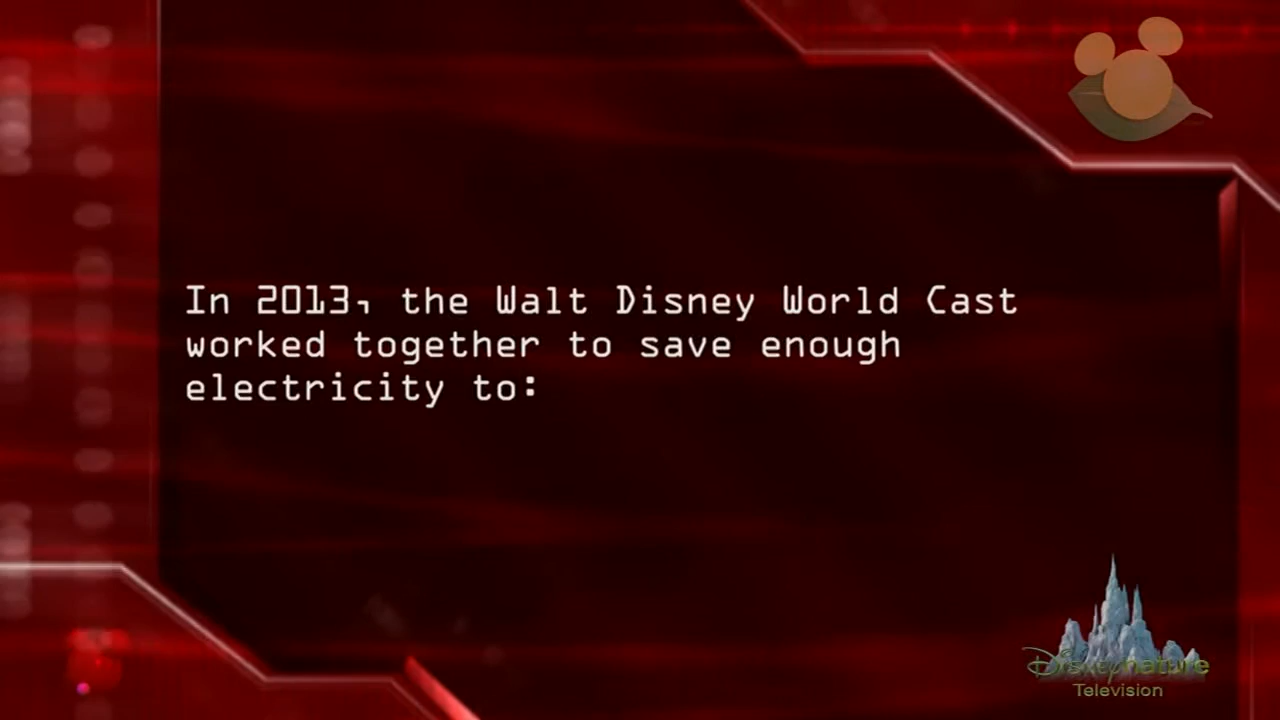 In 2013, the Walt Disney World Cast
worked together to save enough
electricity to:
Disneynature
Television